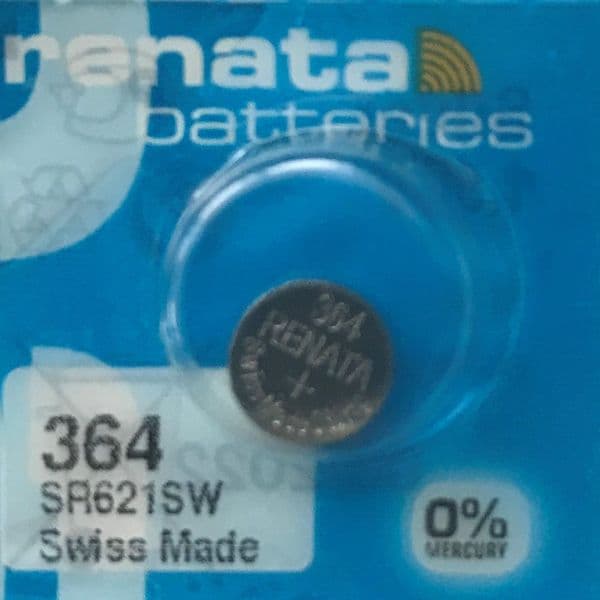 renata
batteries
364
RENATA
+
364
SR621SW
Swiss Made
0%
MERCURY